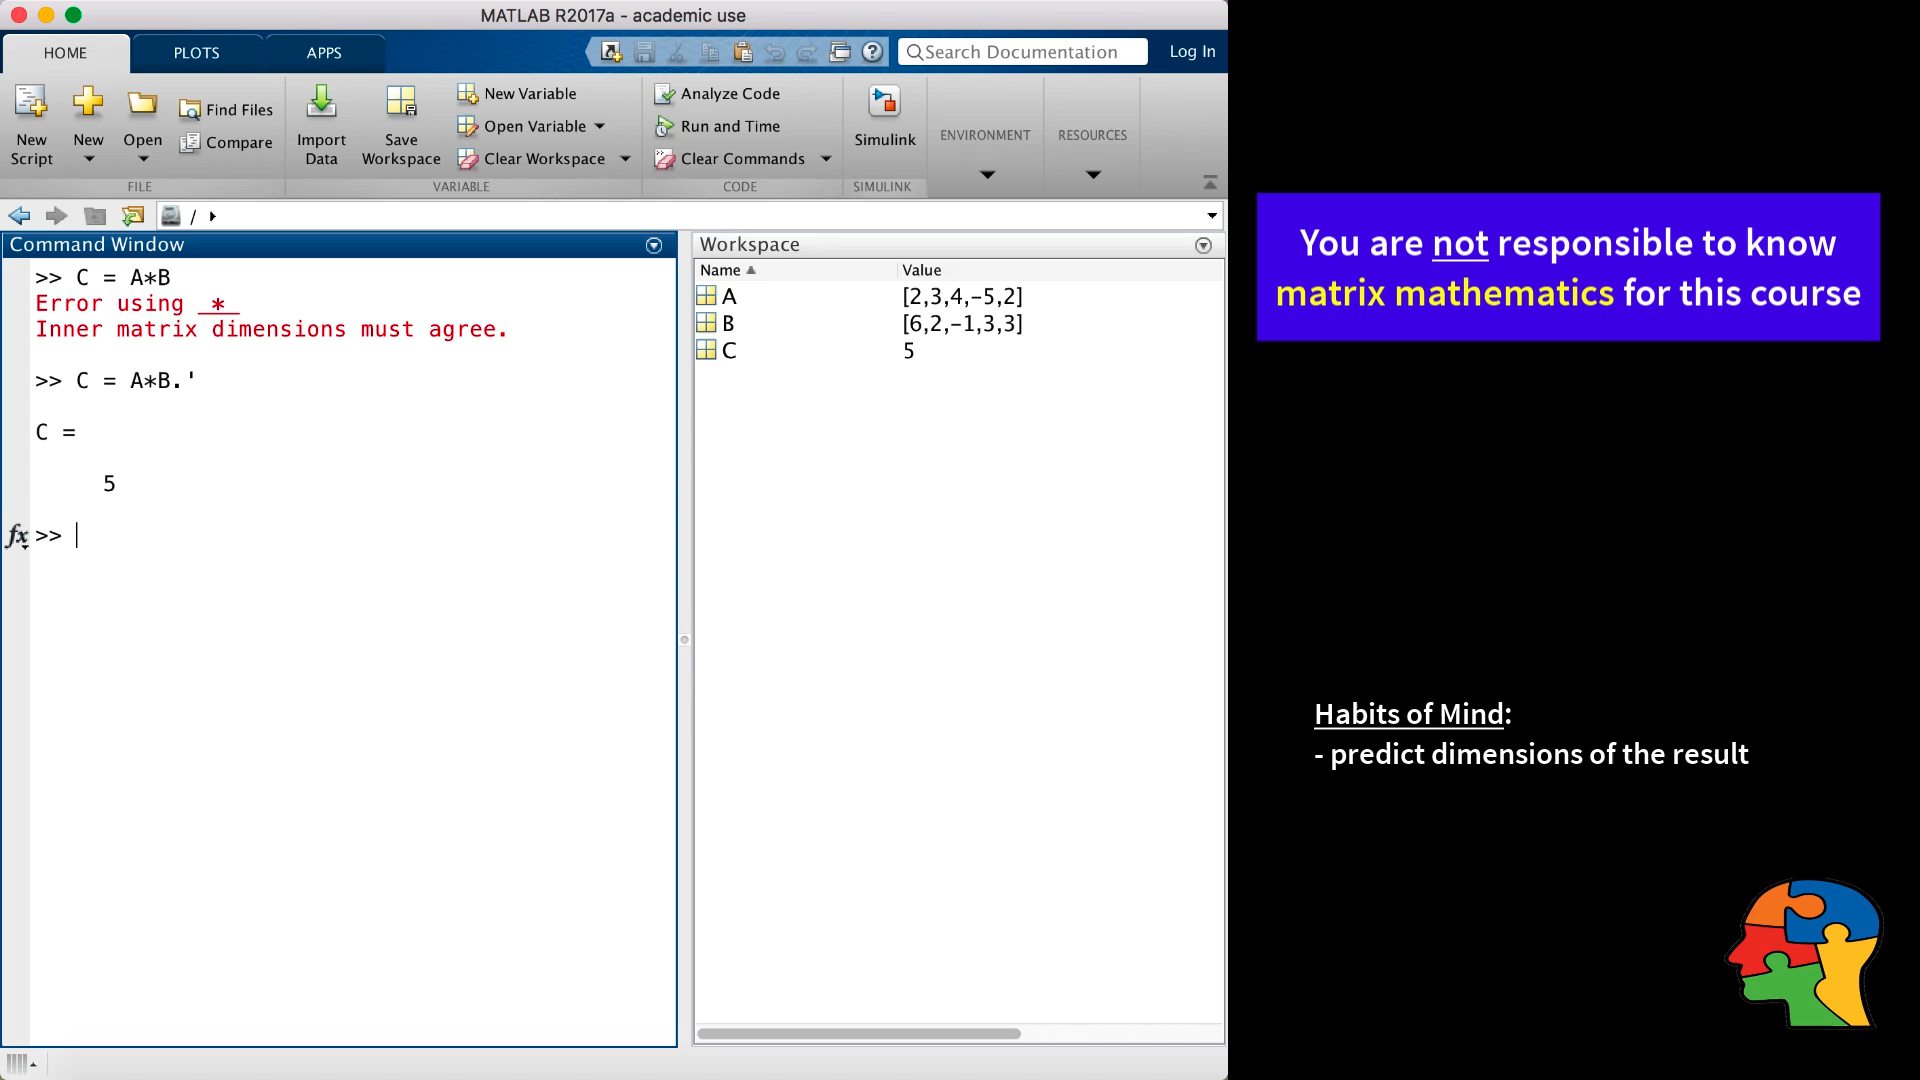 MATLAB R2017a - academic use
HOME
PLOTS
APPS
Search Documentation
Log In
New Script
New
Open
Find Files
Compare
Import Data
Save Workspace
New Variable
Open Variable
Clear Workspace
Analyze Code
Run and Time
Clear Commands
Simulink
ENVIRONMENT
RESOURCES
FILE
VARIABLE
CODE
SIMULINK
/
Command Window
>> C = A*B
Error using  *
Inner matrix dimensions must agree.
>> C = A*B.'
C =
5
fx >>
Workspace
Name
Value
A [2,3,4,-5,2]
B [6,2,-1,3,3]
C 5
You are not responsible to know
matrix mathematics for this course
Habits of Mind:
- predict dimensions of the result